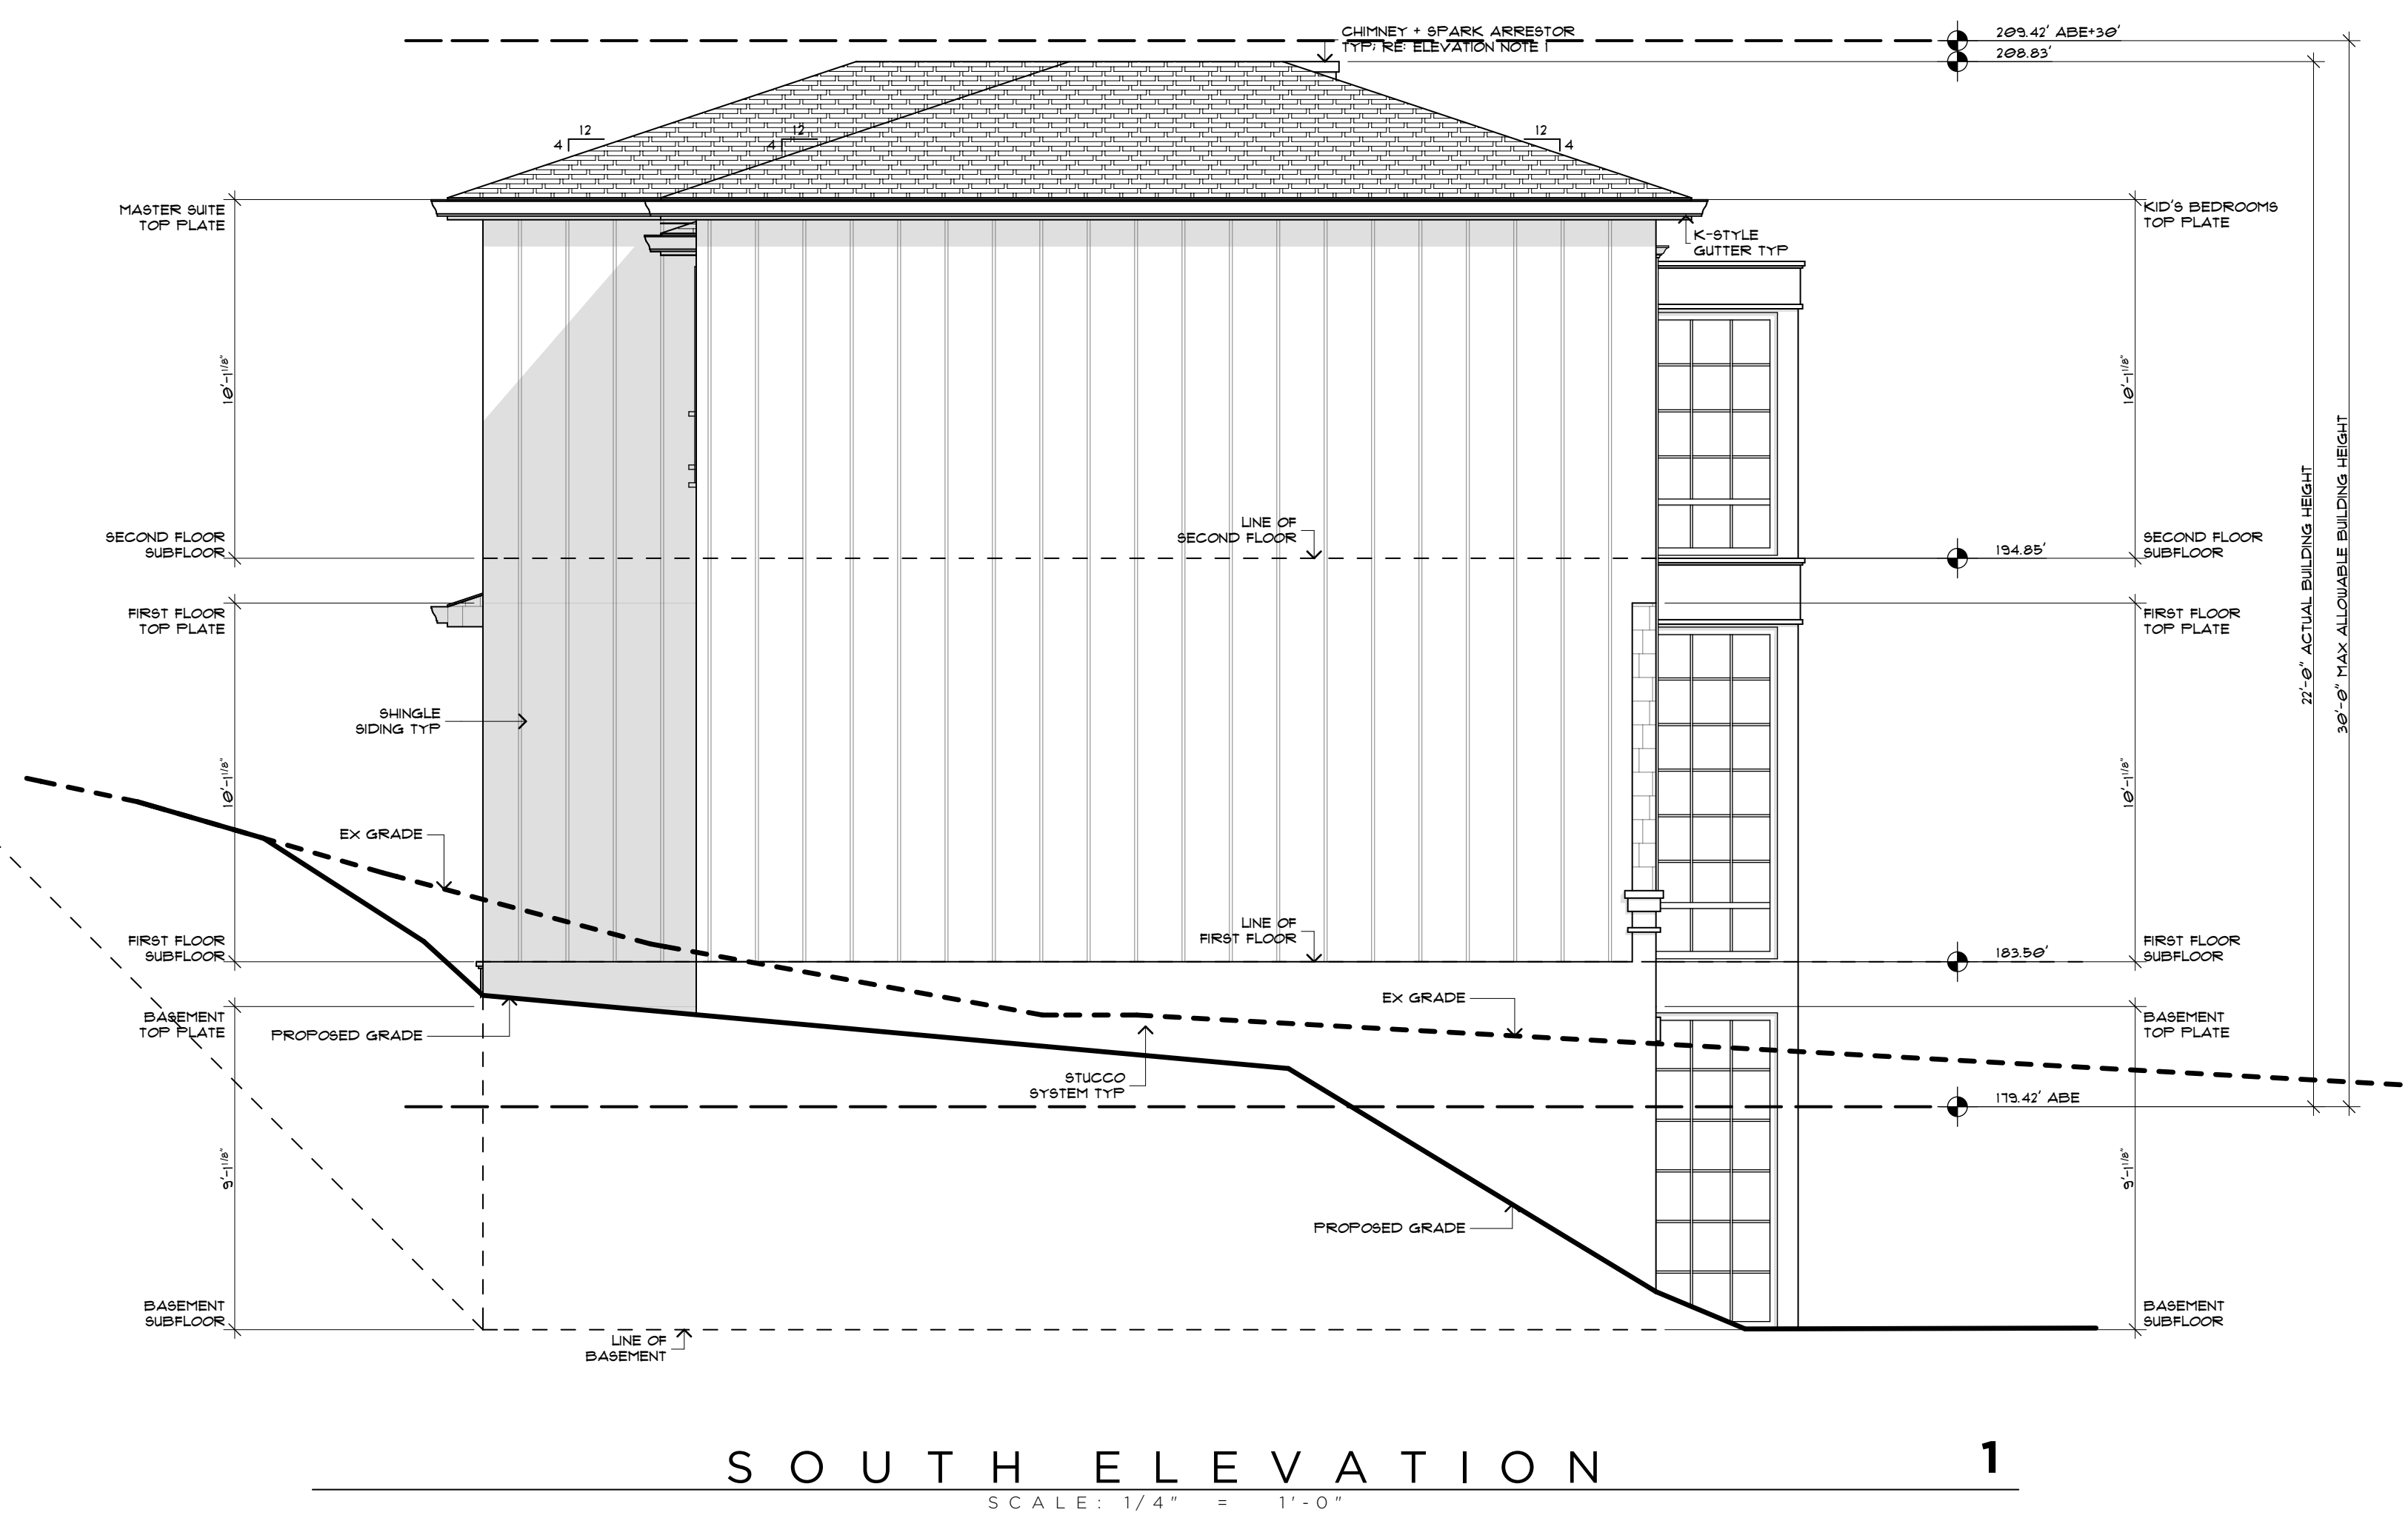 CHIMNEY + SPARK ARRESTOR
TYP; RE: ELEVATION NOTE 1
209.42' ABE+30'
208.83'
12
4
12
4
12
4
MASTER SUITE
TOP PLATE
KID'S BEDROOMS
TOP PLATE
K-STYLE
GUTTER TYP
10'-1 1/8"
10'-1 1/8"
22'-0" ACTUAL BUILDING HEIGHT
30'-0" MAX ALLOWABLE BUILDING HEIGHT
LINE OF
SECOND FLOOR
SECOND FLOOR
SUBFLOOR
194.85'
SECOND FLOOR
SUBFLOOR
FIRST FLOOR
TOP PLATE
FIRST FLOOR
TOP PLATE
SHINGLE
SIDING TYP
10'-1 1/8"
10'-1 1/8"
EX GRADE
LINE OF
FIRST FLOOR
FIRST FLOOR
SUBFLOOR
183.50'
FIRST FLOOR
SUBFLOOR
EX GRADE
BASEMENT
TOP PLATE
PROPOSED GRADE
BASEMENT
TOP PLATE
STUCCO
SYSTEM TYP
179.42' ABE
9'-1 1/8"
9'-1 1/8"
PROPOSED GRADE
BASEMENT
SUBFLOOR
BASEMENT
SUBFLOOR
LINE OF
BASEMENT
SOUTH ELEVATION
1
SCALE: 1/4" = 1'-0"